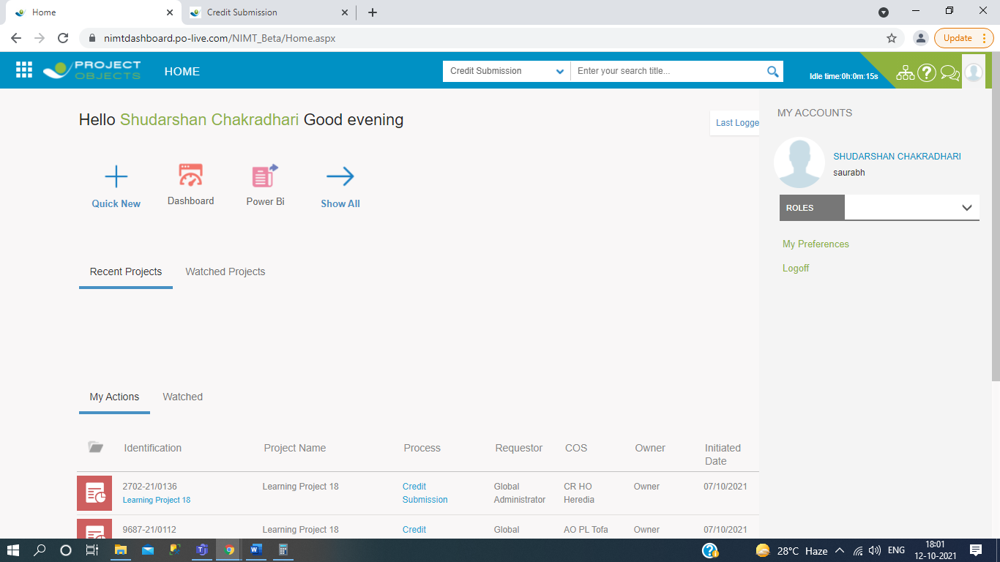 Home
Credit Submission
nimtdashboard.po-live.com/NIMT_Beta/Home.aspx
Update
PROJECT
OBJECTS
HOME
Credit Submission
Enter your search title...
Idle time:0h:0m:15s
Hello Shudarshan Chakradhari Good evening
Last Logge
MY ACCOUNTS
SHUDARSHAN CHAKRADHARI
saurabh
ROLES
My Preferences
Logoff
Quick New
Dashboard
Power Bi
Show All
Recent Projects
Watched Projects
My Actions
Watched
Identification Project Name Process Requestor COS Owner Initiated
Date
2702-21/0136 Learning Project 18 Credit Global CR HO Owner 07/10/2021
Learning Project 18 Submission Administrator Heredia
9687-21/0112 Learning Project 18 Credit Global AO PL Tofa Owner 07/10/2021
28°C Haze
ENG
18:01
12-10-2021